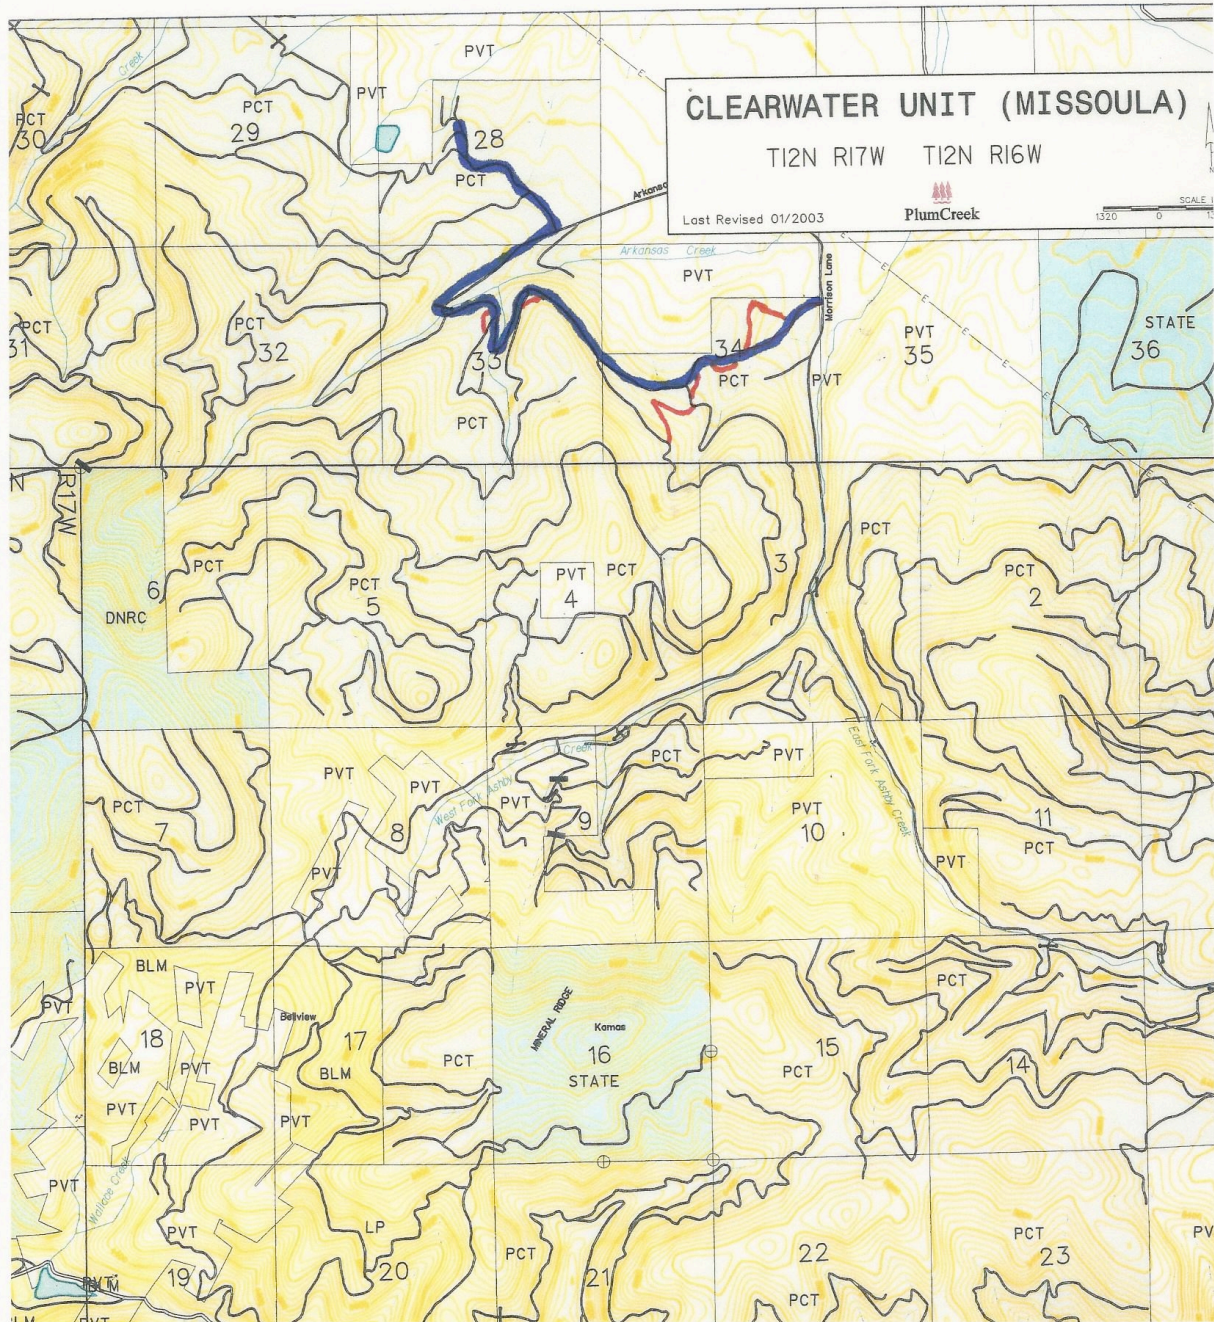 CLEARWATER UNIT (MISSOULA)
T12N R17W T12N R16W
PlumCreek
Last Revised 01/2003
SCALE
1320 0
Creek
PVT
PVT
PCT
30
PCT
29
28
PCT
Arkansas Creek
PVT
Morrison Lane
PCT
31
PCT
32
33
PCT
34
PCT
PVT
PVT
35
STATE
36
R17W
6
DNRC
PCT
PCT
5
PVT
4
PCT
3
PCT
PCT
2
PCT
7
PVT
PVT
8
PVT
West Fork Ashby Creek
PVT
9
PCT
PVT
PVT
10
East Fork Ashby Creek
PVT
11
PCT
BLM
PVT
PVT
18
BLM
PVT
PVT
PVT
Bellview
17
BLM
PVT
PCT
MINERAL RIDGE
Kamas
16
STATE
15
PCT
PCT
14
PVT
Wallace Creek
PVT
19
LP
20
PCT
21
22
PCT
PCT
23
E
E
E
E
E
E